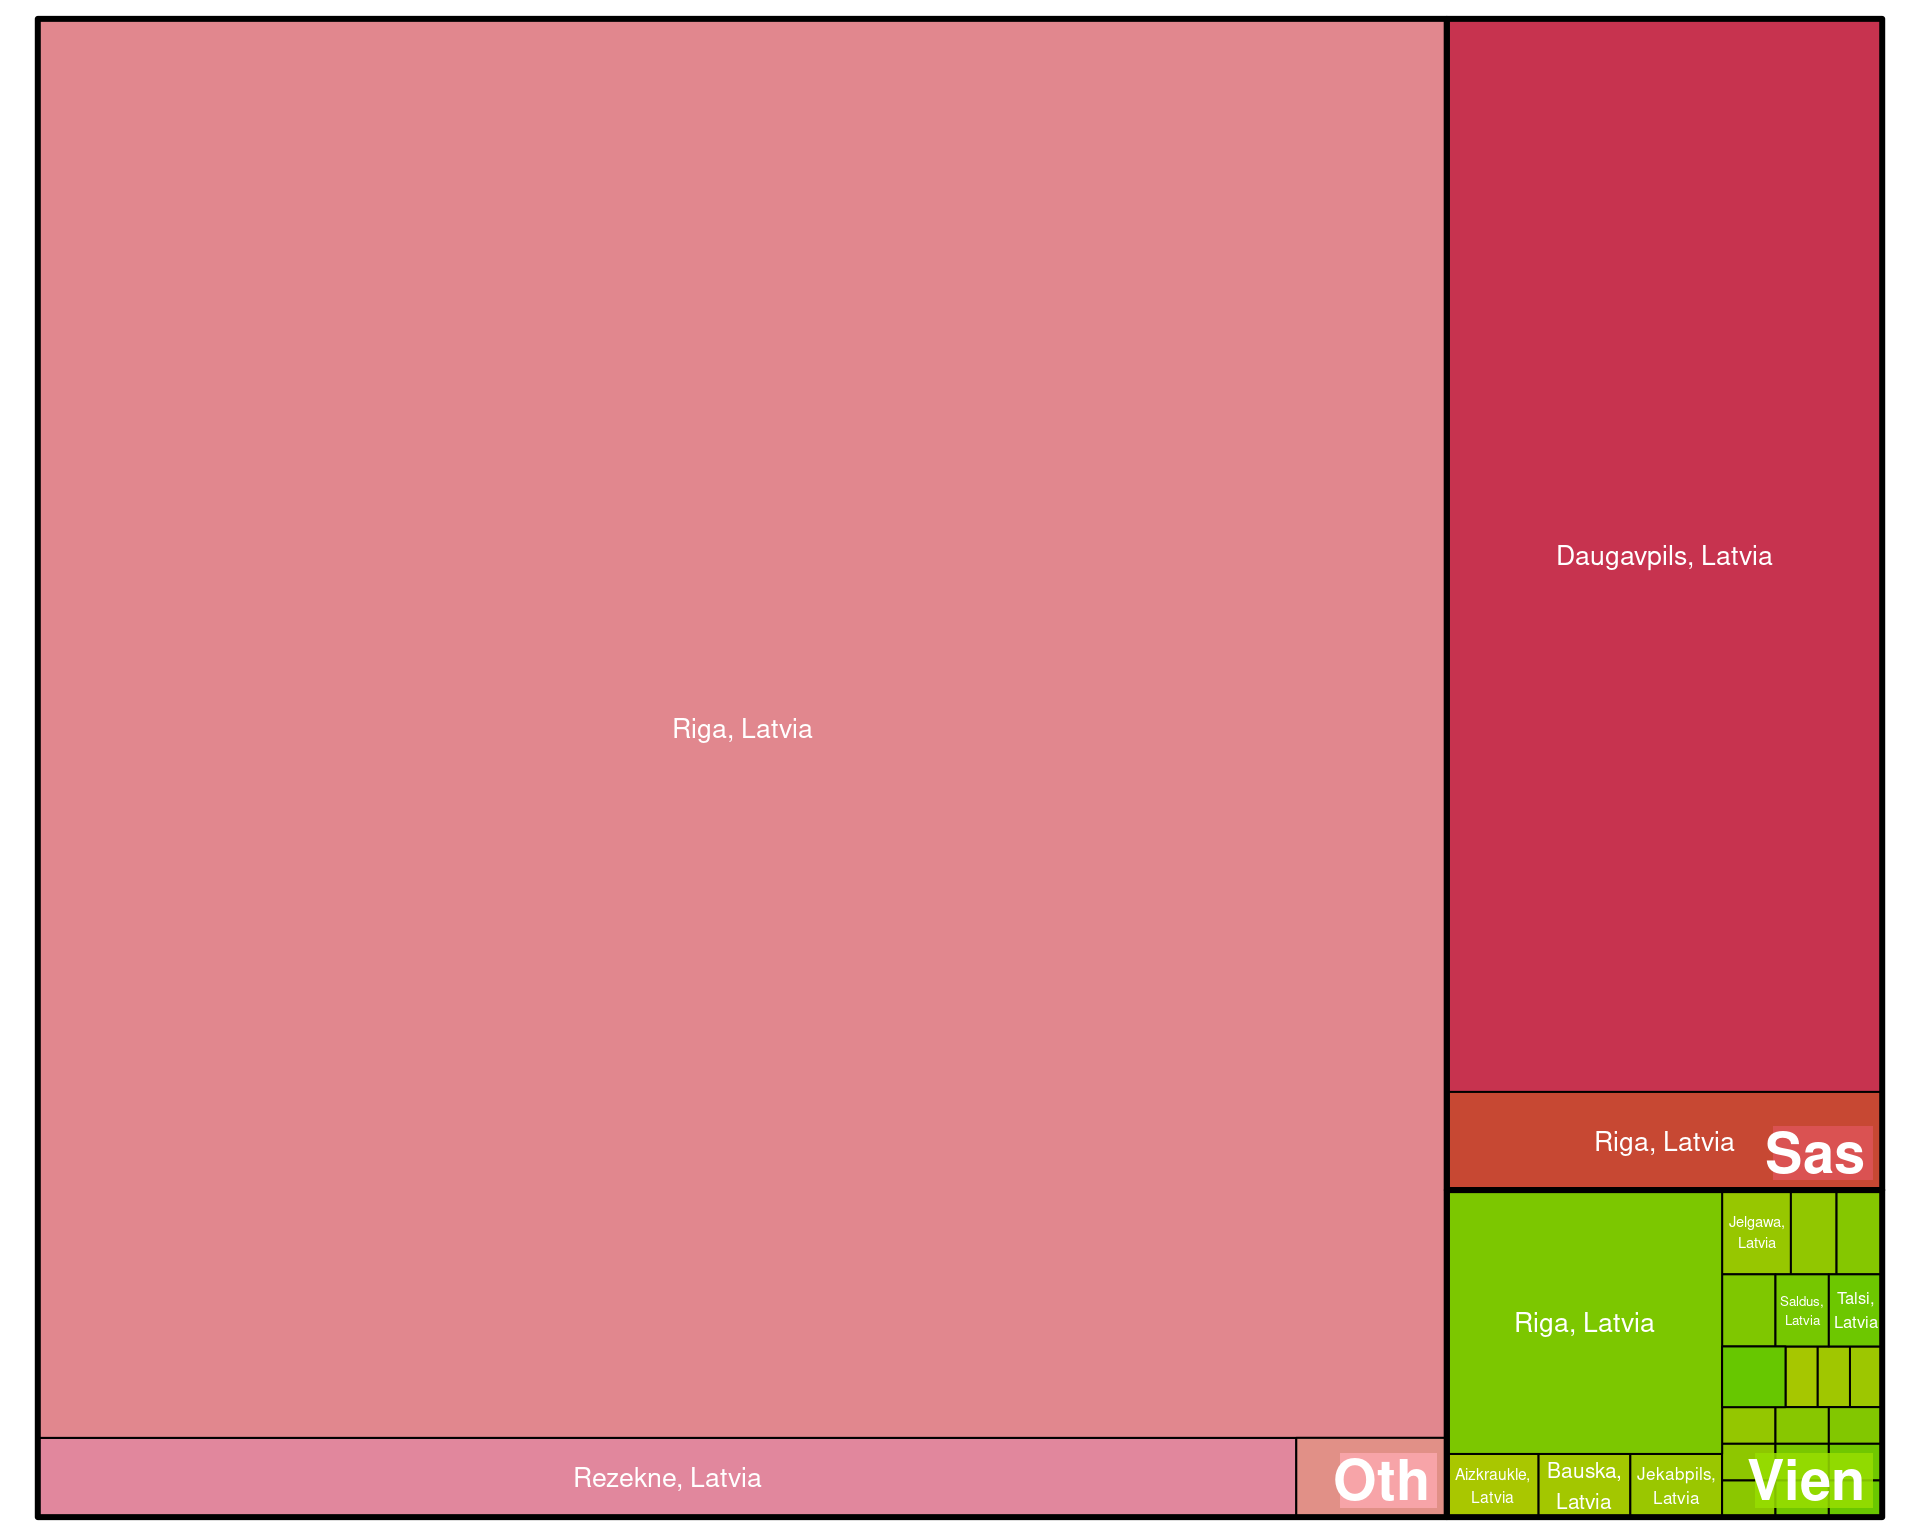 Riga, Latvia
Rezekne, Latvia
Oth
Daugavpils, Latvia
Riga, Latvia
Sas
Riga, Latvia
Jelgawa,
Latvia
Saldus,
Latvia
Talsi,
Latvia
Aizkraukle,
Latvia
Bauska,
Latvia
Jekabpils,
Latvia
Vien